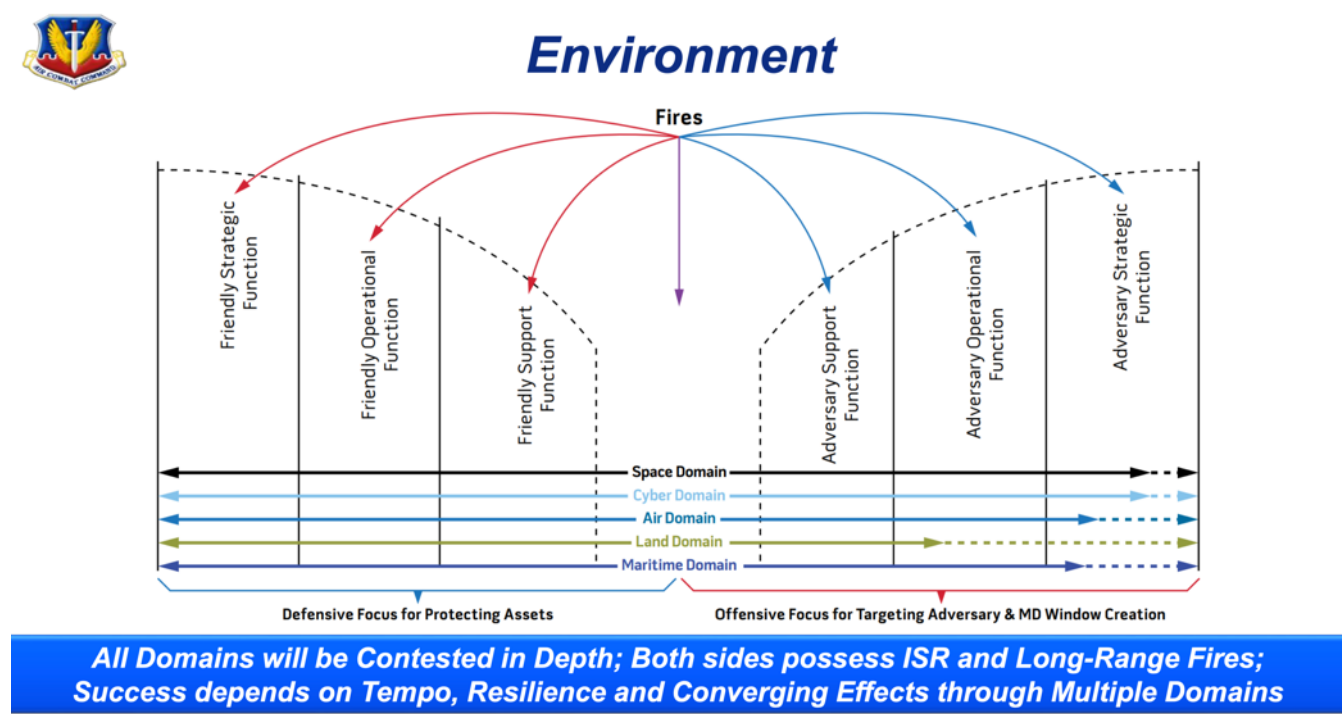 Environment
AIR COMBAT COMMAND
Fires
Friendly Strategic
Function
Friendly Operational
Function
Friendly Support
Function
Adversary Support
Function
Adversary Operational
Function
Adversary Strategic
Function
Space Domain
Cyber Domain
Air Domain
Land Domain
Maritime Domain
Defensive Focus for Protecting Assets
Offensive Focus for Targeting Adversary & MD Window Creation
All Domains will be Contested in Depth; Both sides possess ISR and Long-Range Fires;
Success depends on Tempo, Resilience and Converging Effects through Multiple Domains